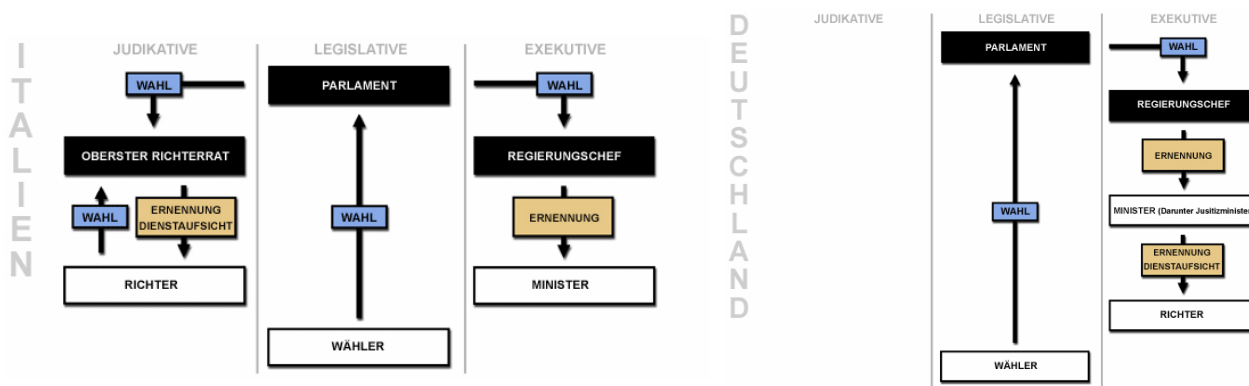 ITALIEN
JUDIKATIVE
LEGISLATIVE
EXEKUTIVE
WAHL
PARLAMENT
WAHL
OBERSTER RICHTERRAT
REGIERUNGSCHEF
WAHL
ERNENNUNG
DIENSTAUFSICHT
WAHL
ERNENNUNG
RICHTER
MINISTER
WÄHLER
DEUTSCHLAND
JUDIKATIVE
LEGISLATIVE
EXEKUTIVE
PARLAMENT
WAHL
REGIERUNGSCHEF
ERNENNUNG
WAHL
MINISTER (Darunter Jusitizminister
ERNENNUNG
DIENSTAUFSICHT
RICHTER
WÄHLER